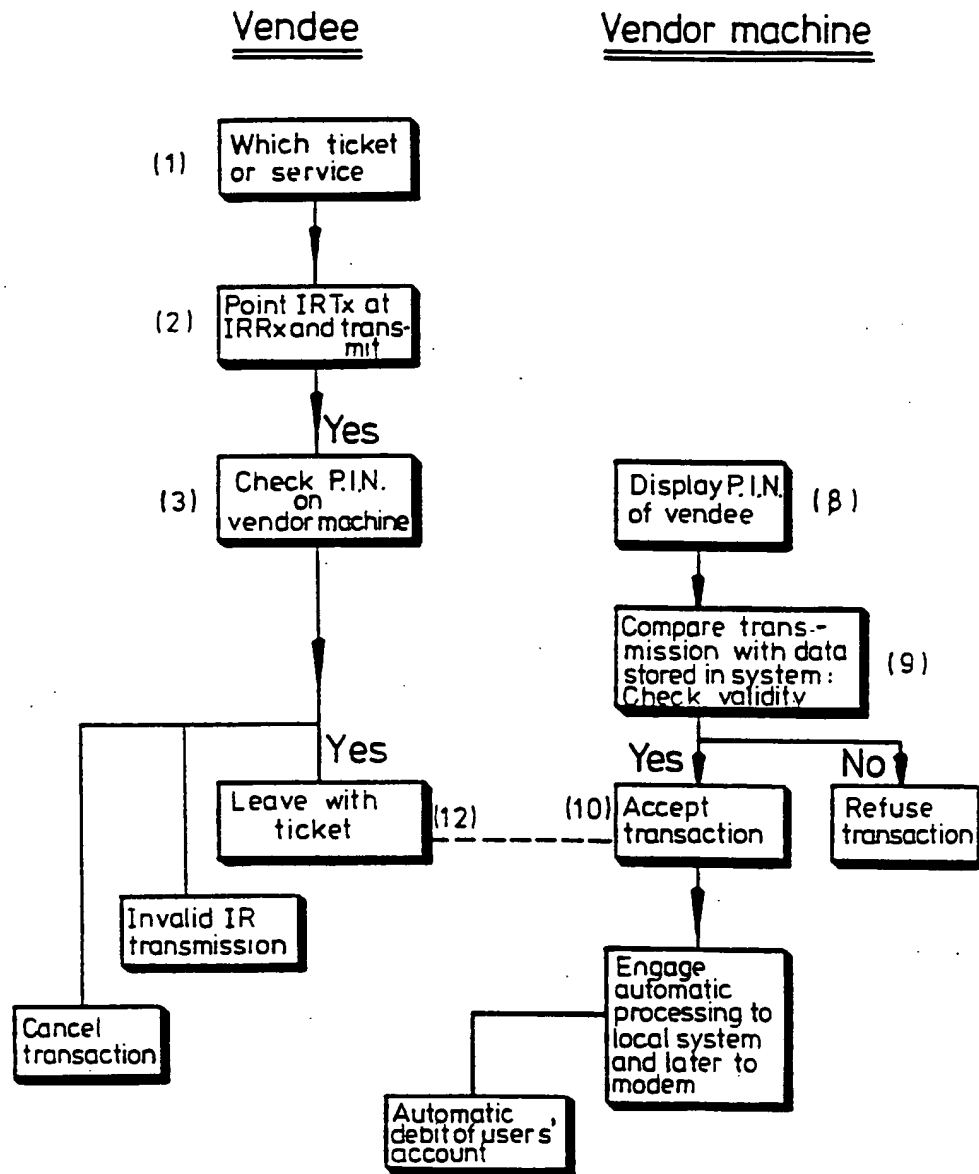 Vendee
Vendor machine
(1)
Which ticket
or service
(2)
Point IRTx at
IRRx and trans-
mit
Yes
(3)
Check P.I.N.
on
vendor machine
Display P.I.N.
of vendee
(8)
Compare trans-
mission with data
stored in system:
Check validity
(9)
Yes
Leave with
ticket
(12)
Yes
No
(10)
Accept
transaction
Refuse
transaction
Invalid IR
transmission
Cancel
transaction
Engage
automatic
processing to
local system
and later to
modem
Automatic
debit of users'
account